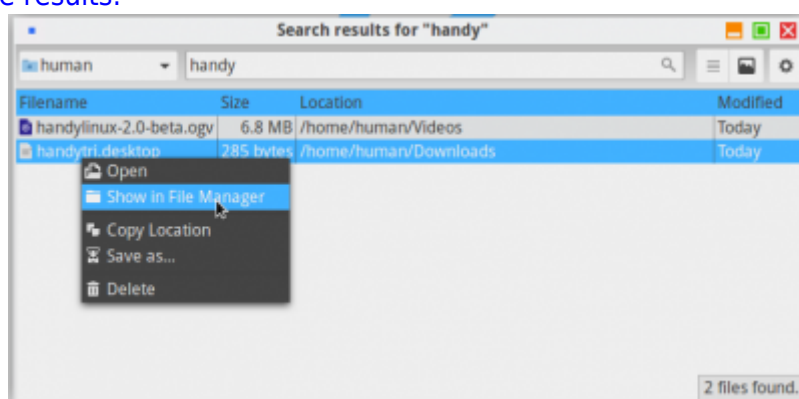 e results.
Search results for "handy"
human handy
Filename Size Location Modified
handylinux-2.0-beta.ogv 6.8 MB /home/human/Videos Today
handytri.desktop 285 bytes /home/human/Downloads Today
Open
Show in File Manager
Copy Location
Save as...
Delete
2 files found.